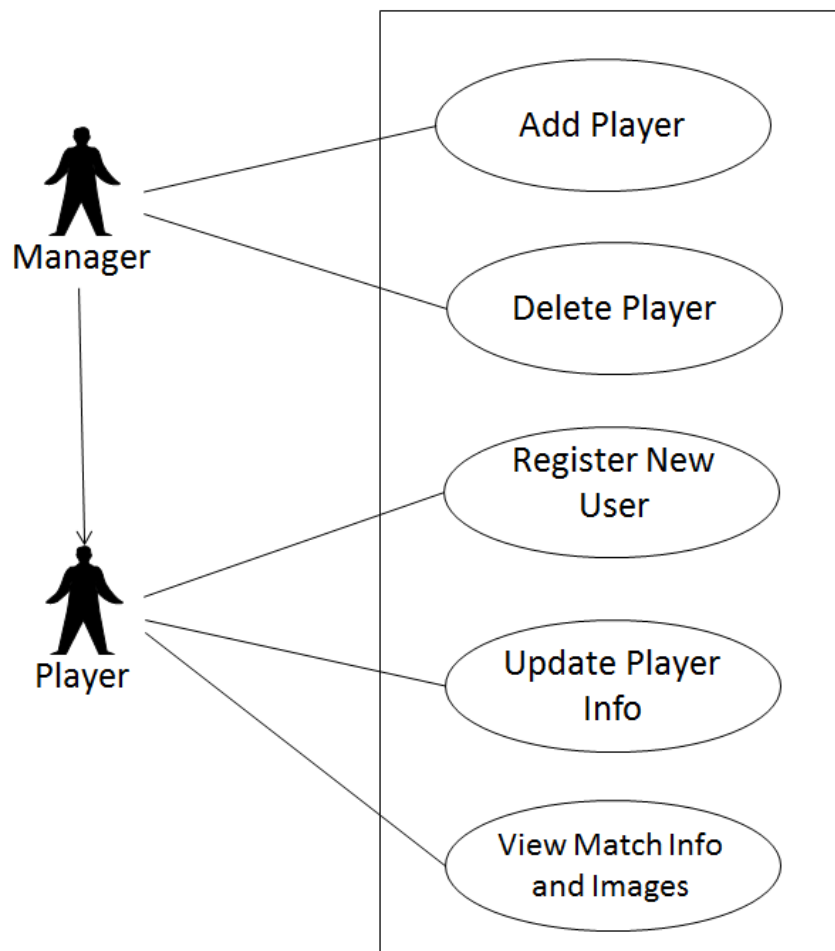 Add Player
Manager
Delete Player
Register New
User
Player
Update Player
Info
View Match Info
and Images